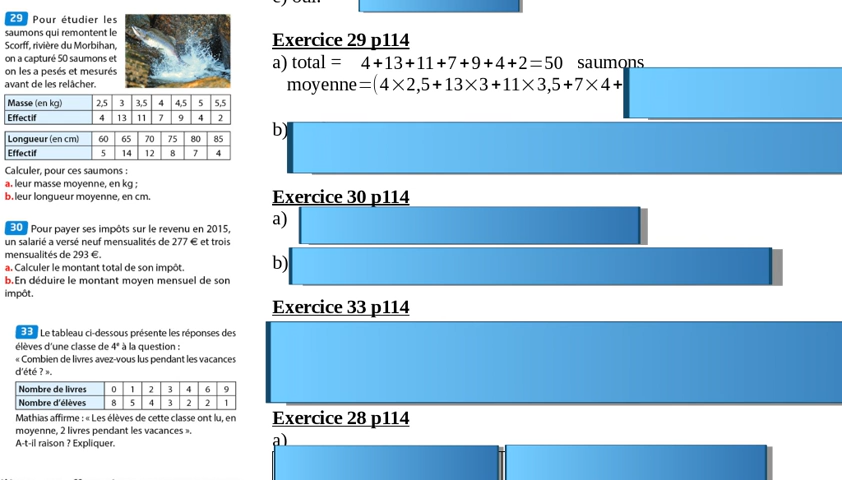 29 Pour étudier les
saumons qui remontent le
Scorff, rivière du Morbihan,
on a capturé 50 saumons et
on les a pesés et mesurés
avant de les relâcher.
Masse (en kg) 2,5 3 3,5 4 4,5 5 5,5
Effectif 4 13 11 7 9 4 2
Longueur (en cm) 60 65 70 75 80 85
Effectif 5 14 12 8 7 4
Calculer, pour ces saumons :
a. leur masse moyenne, en kg ;
b. leur longueur moyenne, en cm.
30 Pour payer ses impôts sur le revenu en 2015,
un salarié a versé neuf mensualités de 277 € et trois
mensualités de 293 €.
a. Calculer le montant total de son impôt.
b. En déduire le montant moyen mensuel de son
impôt.
33 Le tableau ci-dessous présente les réponses des
élèves d'une classe de 4e à la question :
« Combien de livres avez-vous lus pendant les vacances
d'été ? ».
Nombre de livres 0 1 2 3 4 6 9
Nombre d'élèves 8 5 4 3 2 2 1
Mathias affirme : « Les élèves de cette classe ont lu, en
moyenne, 2 livres pendant les vacances ».
A-t-il raison ? Expliquer.
Exercice 29 p114
a) total = 4+13+11+7+9+4+2=50 saumons
moyenne=(4×2,5+13×3+11×3,5+7×4+
b)
Exercice 30 p114
a)
b)
Exercice 33 p114
Exercice 28 p114
a)